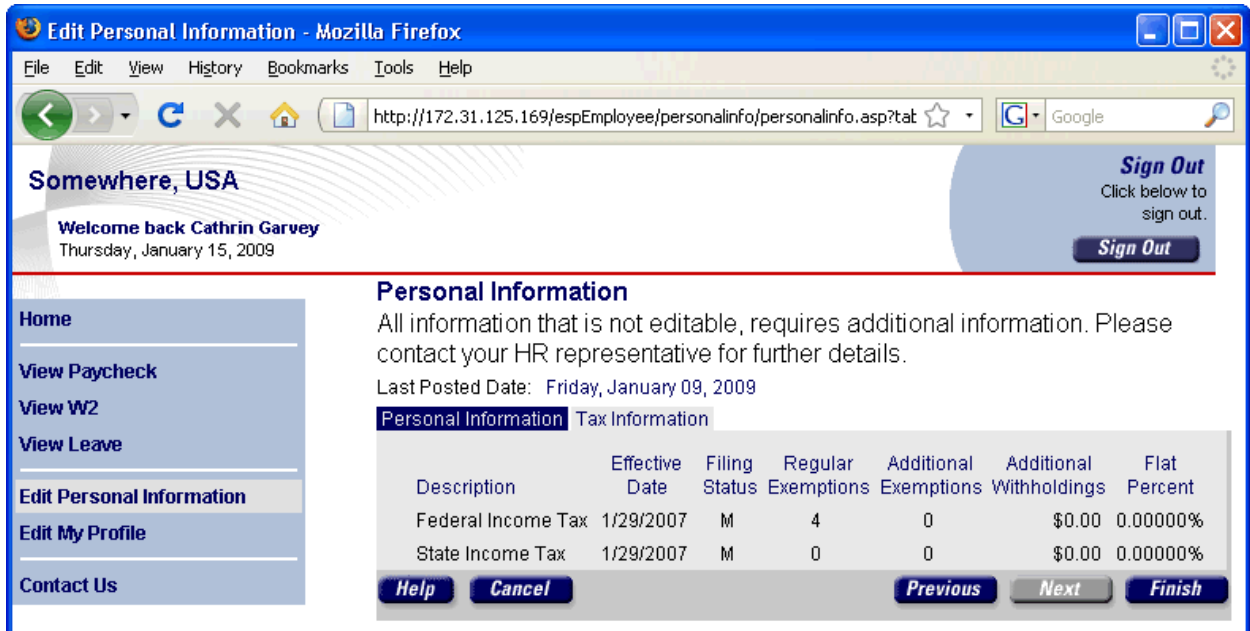 Edit Personal Information - Mozilla Firefox
File Edit View History Bookmarks Tools Help
http://172.31.125.169/espEmployee/personalinfo/personalinfo.asp?tab
G Google
Somewhere, USA
Welcome back Cathrin Garvey
Thursday, January 15, 2009
Sign Out
Click below to
sign out.
Sign Out
Home
View Paycheck
View W2
View Leave
Edit Personal Information
Edit My Profile
Contact Us
Personal Information
All information that is not editable, requires additional information. Please
contact your HR representative for further details.
Last Posted Date: Friday, January 09, 2009
Personal Information Tax Information
Effective Filing Regular Additional Additional Flat
Description Date Status Exemptions Exemptions Withholdings Percent
Federal Income Tax 1/29/2007 M 4 0 $0.00 0.00000%
State Income Tax 1/29/2007 M 0 0 $0.00 0.00000%
Help Cancel Previous Next Finish